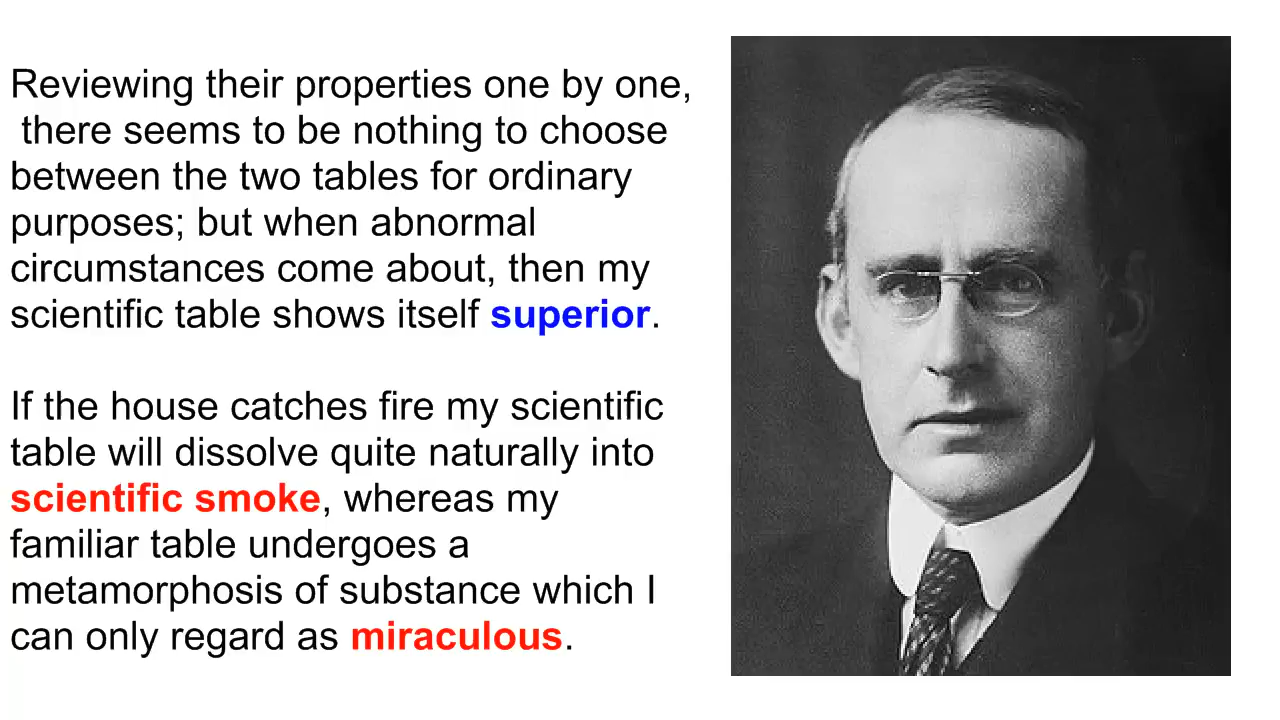 Reviewing their properties one by one,
there seems to be nothing to choose
between the two tables for ordinary
purposes; but when abnormal
circumstances come about, then my
scientific table shows itself superior.
If the house catches fire my scientific
table will dissolve quite naturally into
scientific smoke, whereas my
familiar table undergoes a
metamorphosis of substance which I
can only regard as miraculous.